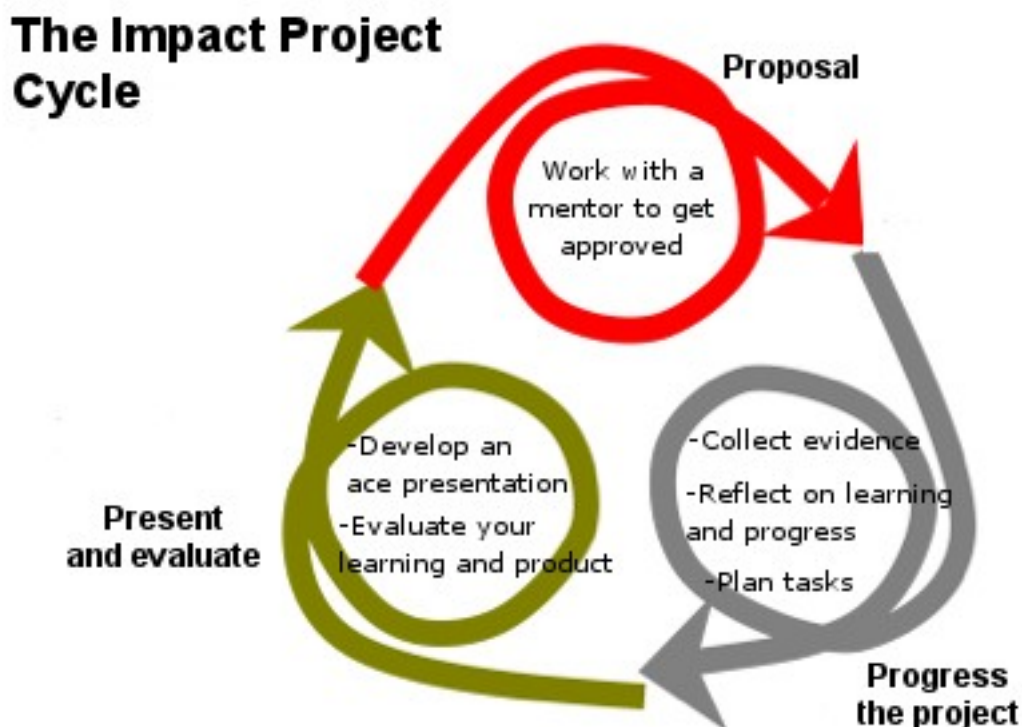 The Impact Project
Cycle
Proposal
Work with a
mentor to get
approved
-Collect evidence
-Reflect on learning
and progress
-Plan tasks
Progress
the project
-Develop an
ace presentation
-Evaluate your
learning and product
Present
and evaluate